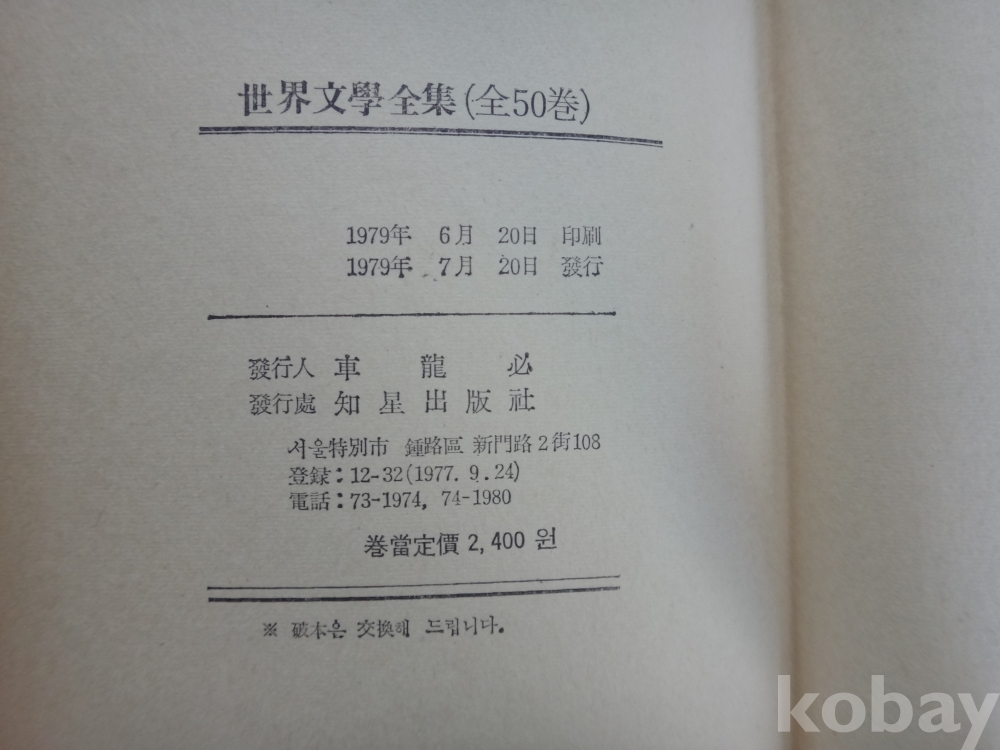 世界文學全集(全50巻)
1979年 6月 20日 印刷
1979年 7月 20日 發行
發行人 車龍必
發行處 知星出版社
서울特別市 鍾路區 新門路2街108
登録:12-32(1977. 9. 24)
電話:73-1974, 74-1980
巻當定價 2,400 원
※ 破本은 交換해 드립니다.
kobay